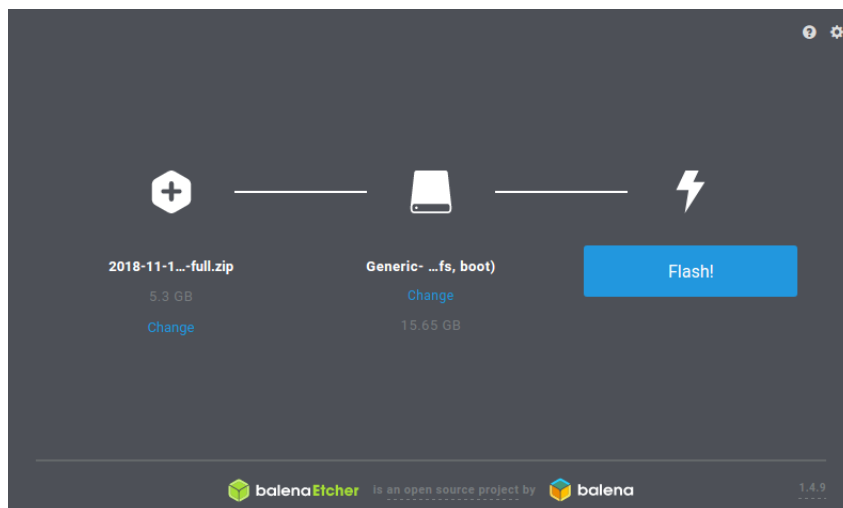 2018-11-1...-full.zip
5.3 GB
Change
Generic- ...fs, boot)
Change
15.65 GB
Flash!
balenaEtcher is an open source project by balena
1.4.9